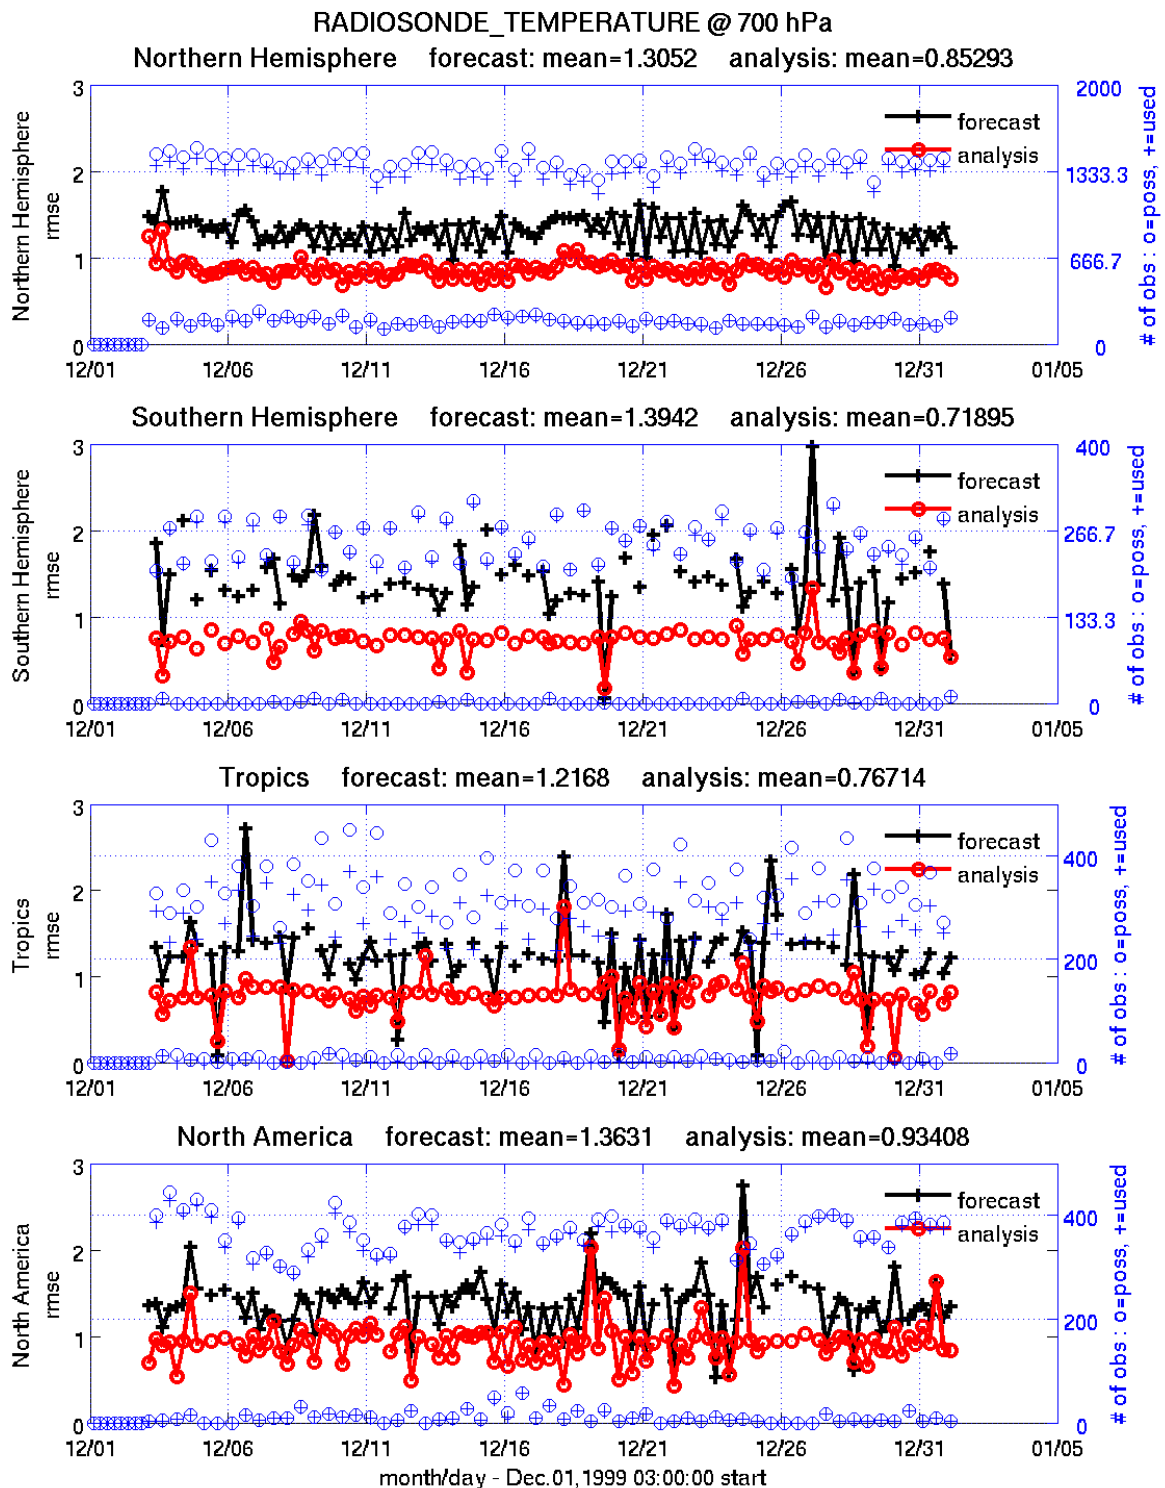 RADIOSONDE_TEMPERATURE @ 700 hPa
Northern Hemisphere forecast: mean=1.3052 analysis: mean=0.85293
Northern Hemisphere
rmse
3
2
1
0
2000
1333.3
666.7
0
# of obs : o=poss, +=used
forecast
analysis
12/01 12/06 12/11 12/16 12/21 12/26 12/31 01/05
Southern Hemisphere forecast: mean=1.3942 analysis: mean=0.71895
Southern Hemisphere
rmse
3
2
1
0
400
266.7
133.3
0
# of obs : o=poss, +=used
forecast
analysis
12/01 12/06 12/11 12/16 12/21 12/26 12/31 01/05
Tropics forecast: mean=1.2168 analysis: mean=0.76714
Tropics
rmse
3
2
1
0
400
200
0
# of obs : o=poss, +=used
forecast
analysis
12/01 12/06 12/11 12/16 12/21 12/26 12/31 01/05
North America forecast: mean=1.3631 analysis: mean=0.93408
North America
rmse
3
2
1
0
400
200
0
# of obs : o=poss, +=used
forecast
analysis
12/01 12/06 12/11 12/16 12/21 12/26 12/31 01/05
month/day - Dec.01,1999 03:00:00 start